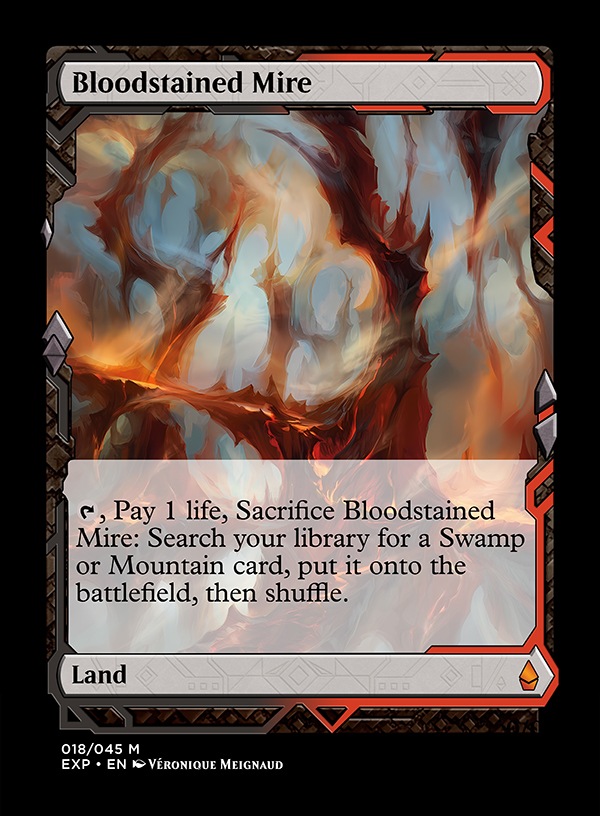 Bloodstained Mire
, Pay 1 life, Sacrifice Bloodstained
Mire: Search your library for a Swamp
or Mountain card, put it onto the
battlefield, then shuffle.
Land
018/045 M
EXP • EN Véronique Meignaud